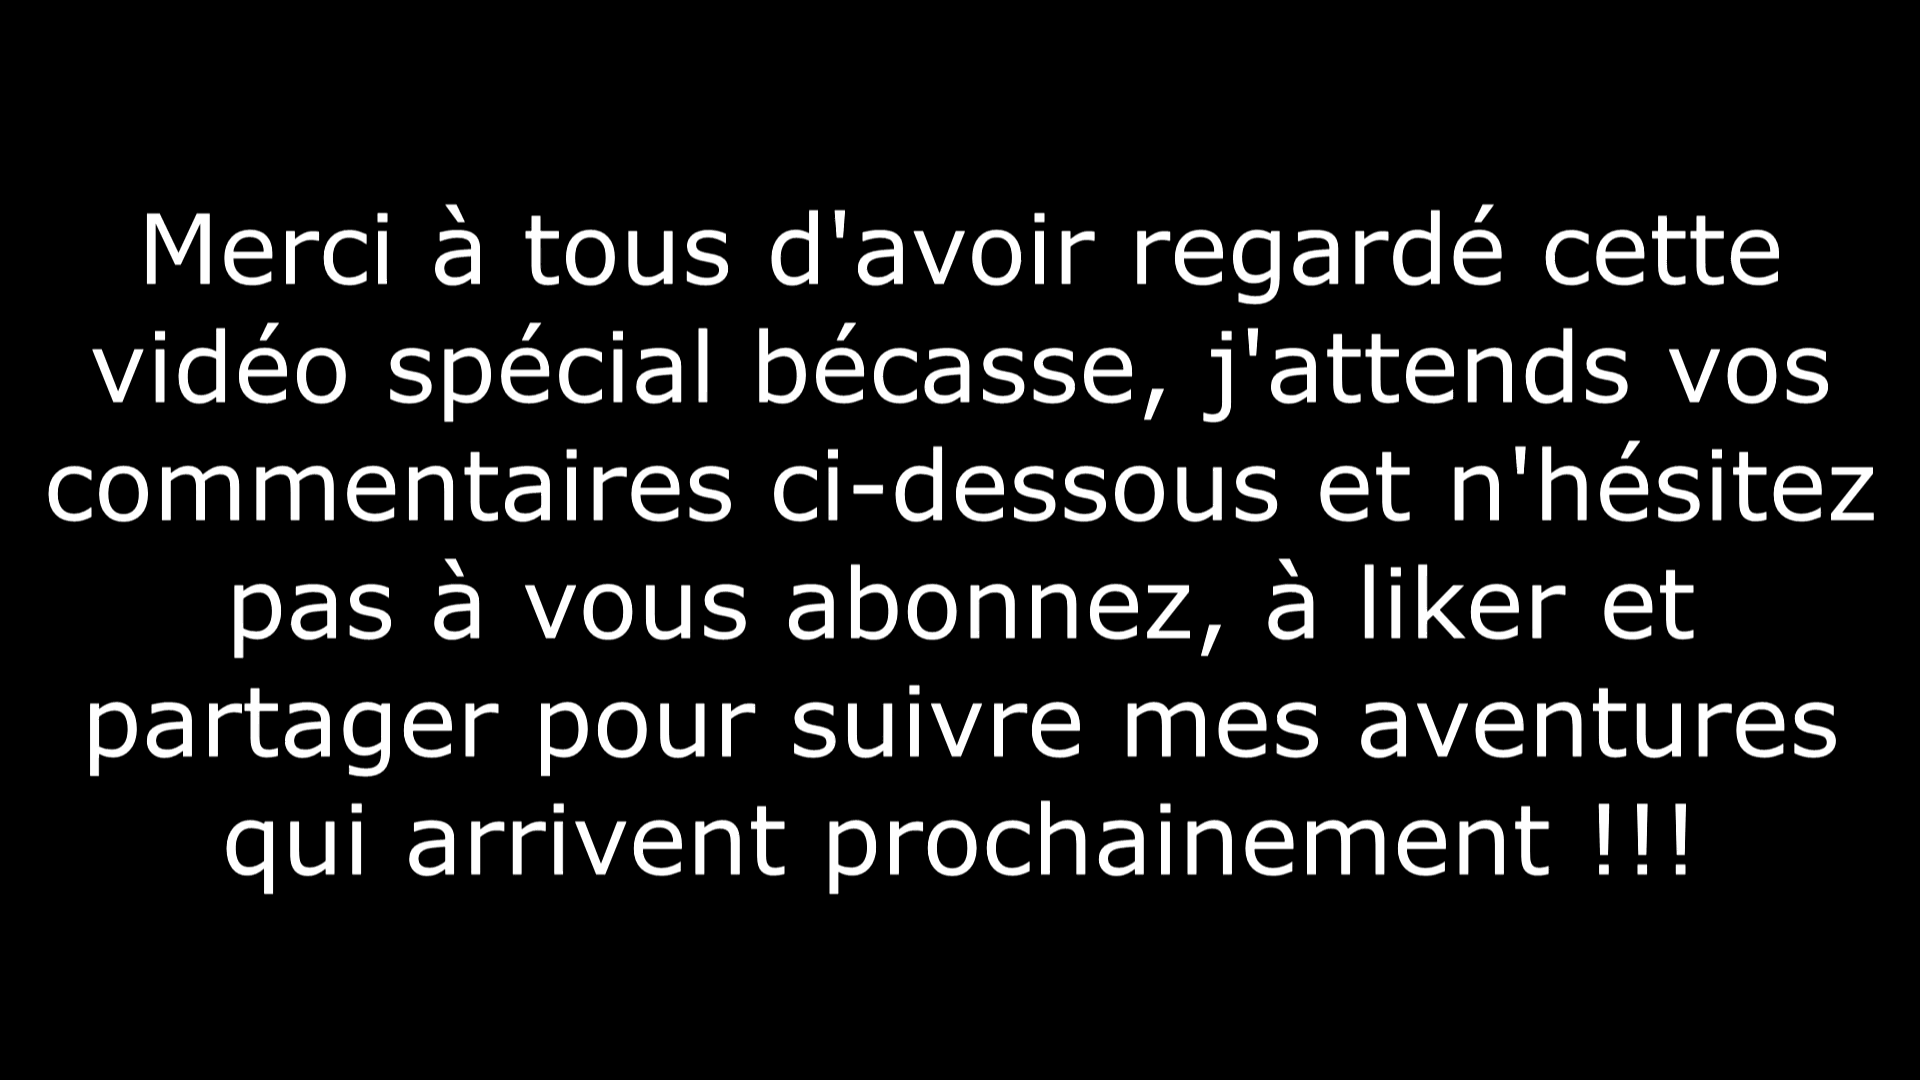 Merci à tous d'avoir regardé cette
vidéo spécial bécasse, j'attends vos
commentaires ci-dessous et n'hésitez
pas à vous abonnez, à liker et
partager pour suivre mes aventures
qui arrivent prochainement !!!